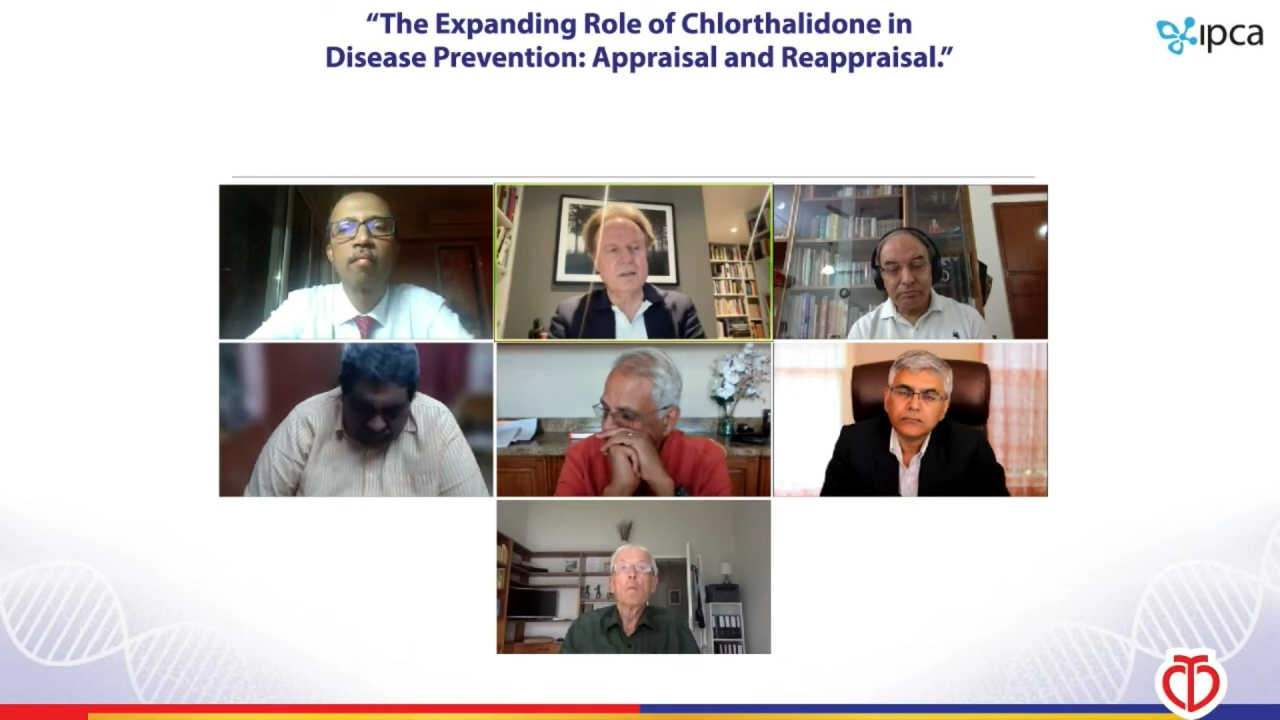 “The Expanding Role of Chlorthalidone in
Disease Prevention: Appraisal and Reappraisal.”
ipca